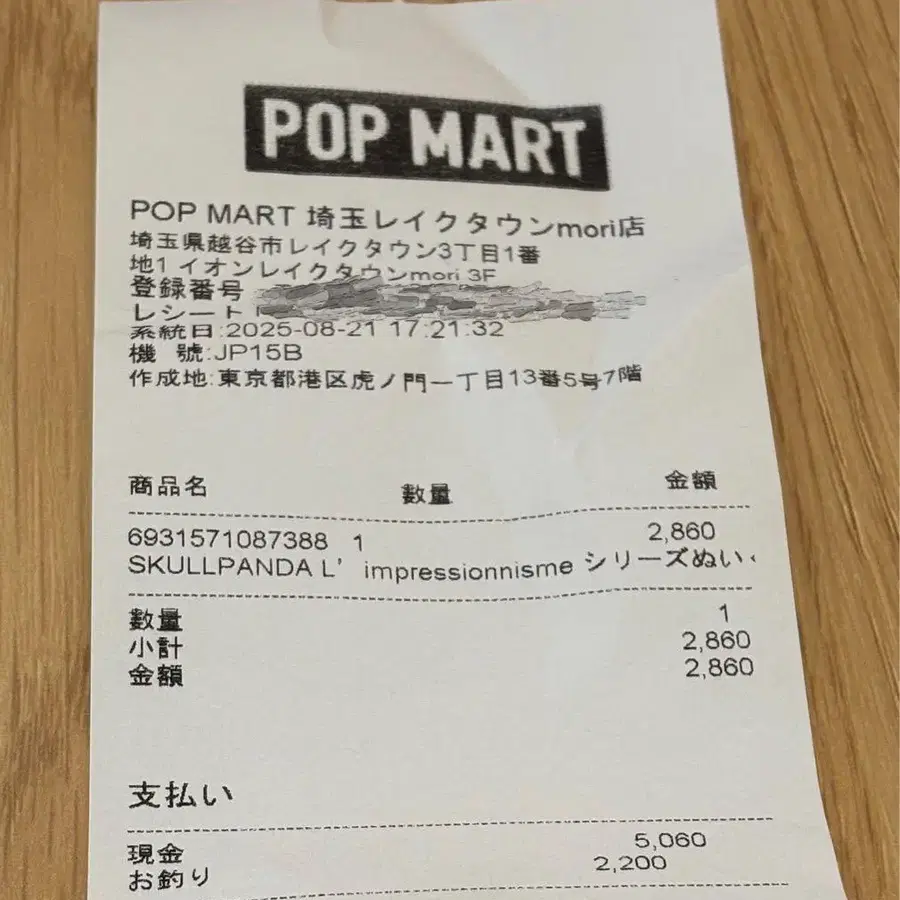 POP MART
POP MART 埼玉レイクタウンmori店
埼玉県越谷市レイクタウン3丁目1番
地1 イオンレイクタウンmori 3F
登録番号
レシート
系統日:2025-08-21 17:21:32
機 號:JP15B
作成地:東京都港区虎ノ門一丁目13番5号7階
商品名 數量 金額
6931571087388 1 2,860
SKULLPANDA L' impressionnisme シリーズぬい
數量 1
小計 2,860
金額 2,860
支払い
現金 5,060
お釣り 2,200